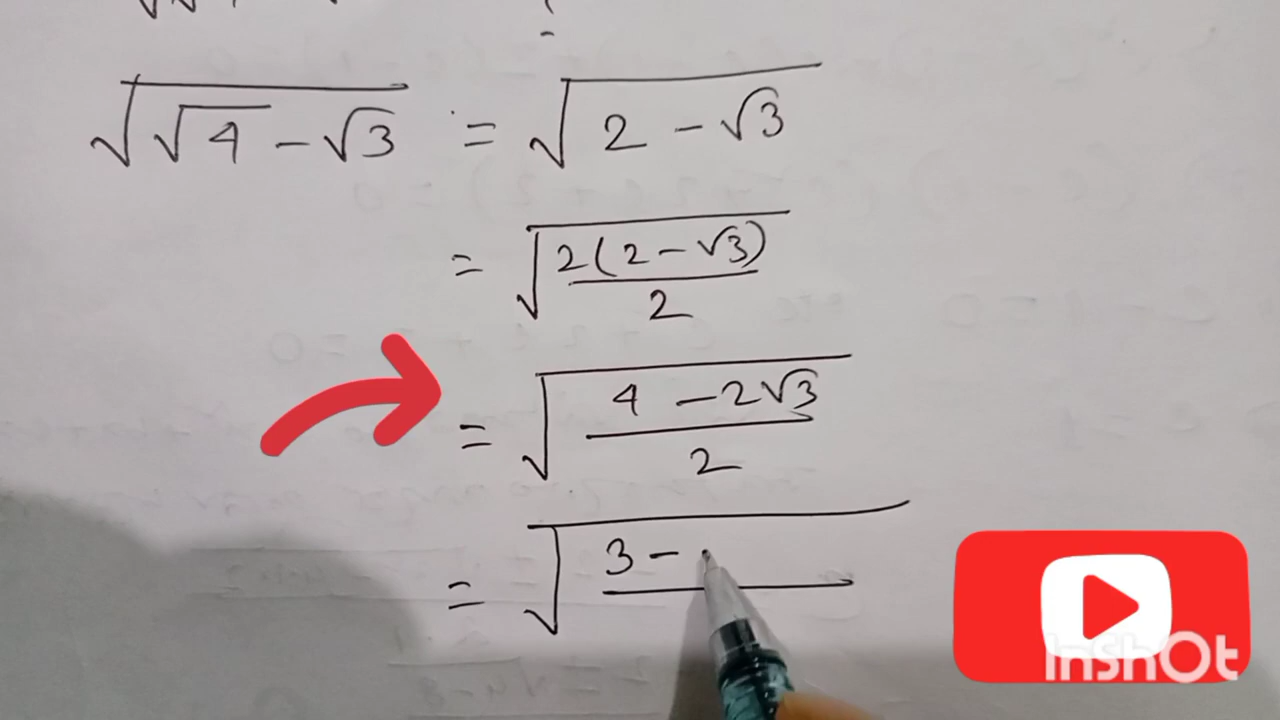 √(√4 − √3) = √(2 − √3)
= √(2(2 − √3)/2)
= √((4 − 2√3)/2)
= √(3 −
InShOt